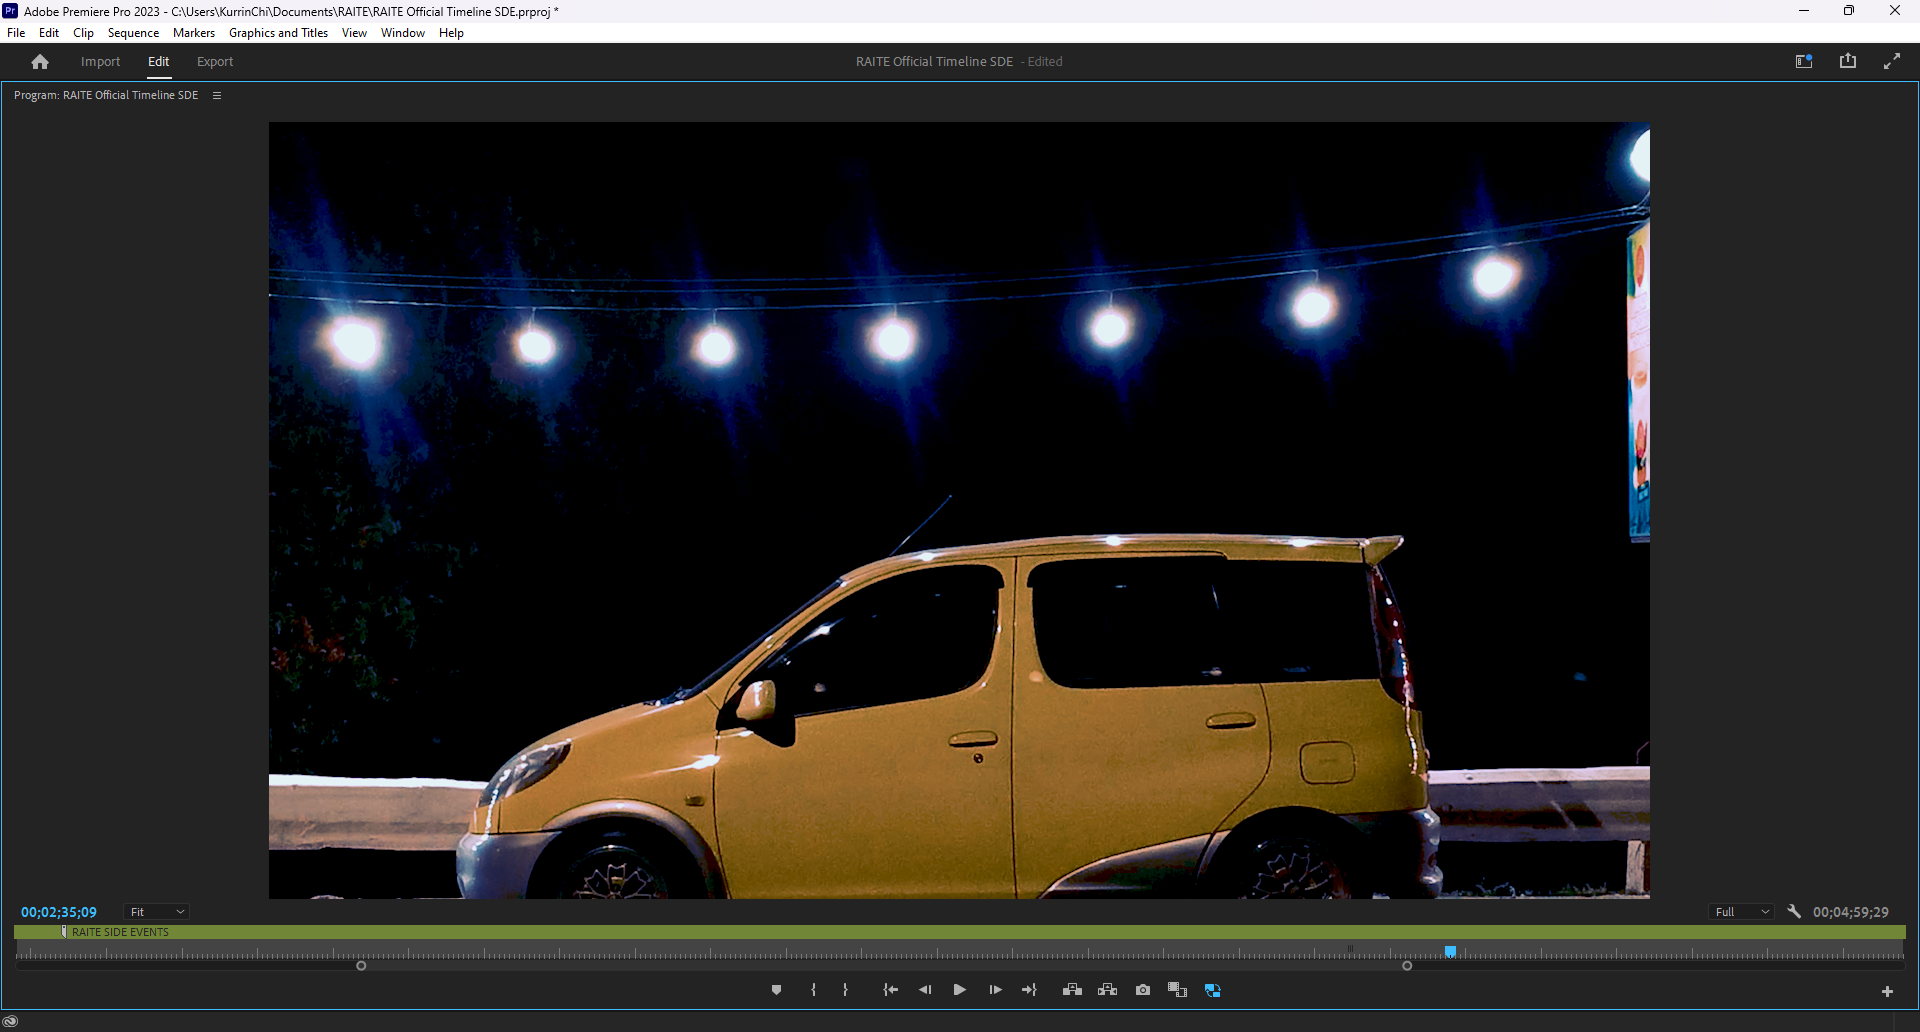 Pr Adobe Premiere Pro 2023 - C:\Users\KurrinChi\Documents\RAITE\RAITE Official Timeline SDE.prproj *
File Edit Clip Sequence Markers Graphics and Titles View Window Help
Import Edit Export RAITE Official Timeline SDE - Edited
Program: RAITE Official Timeline SDE
00;02;35;09 Fit Full 00;04;59;29
RAITE SIDE EVENTS